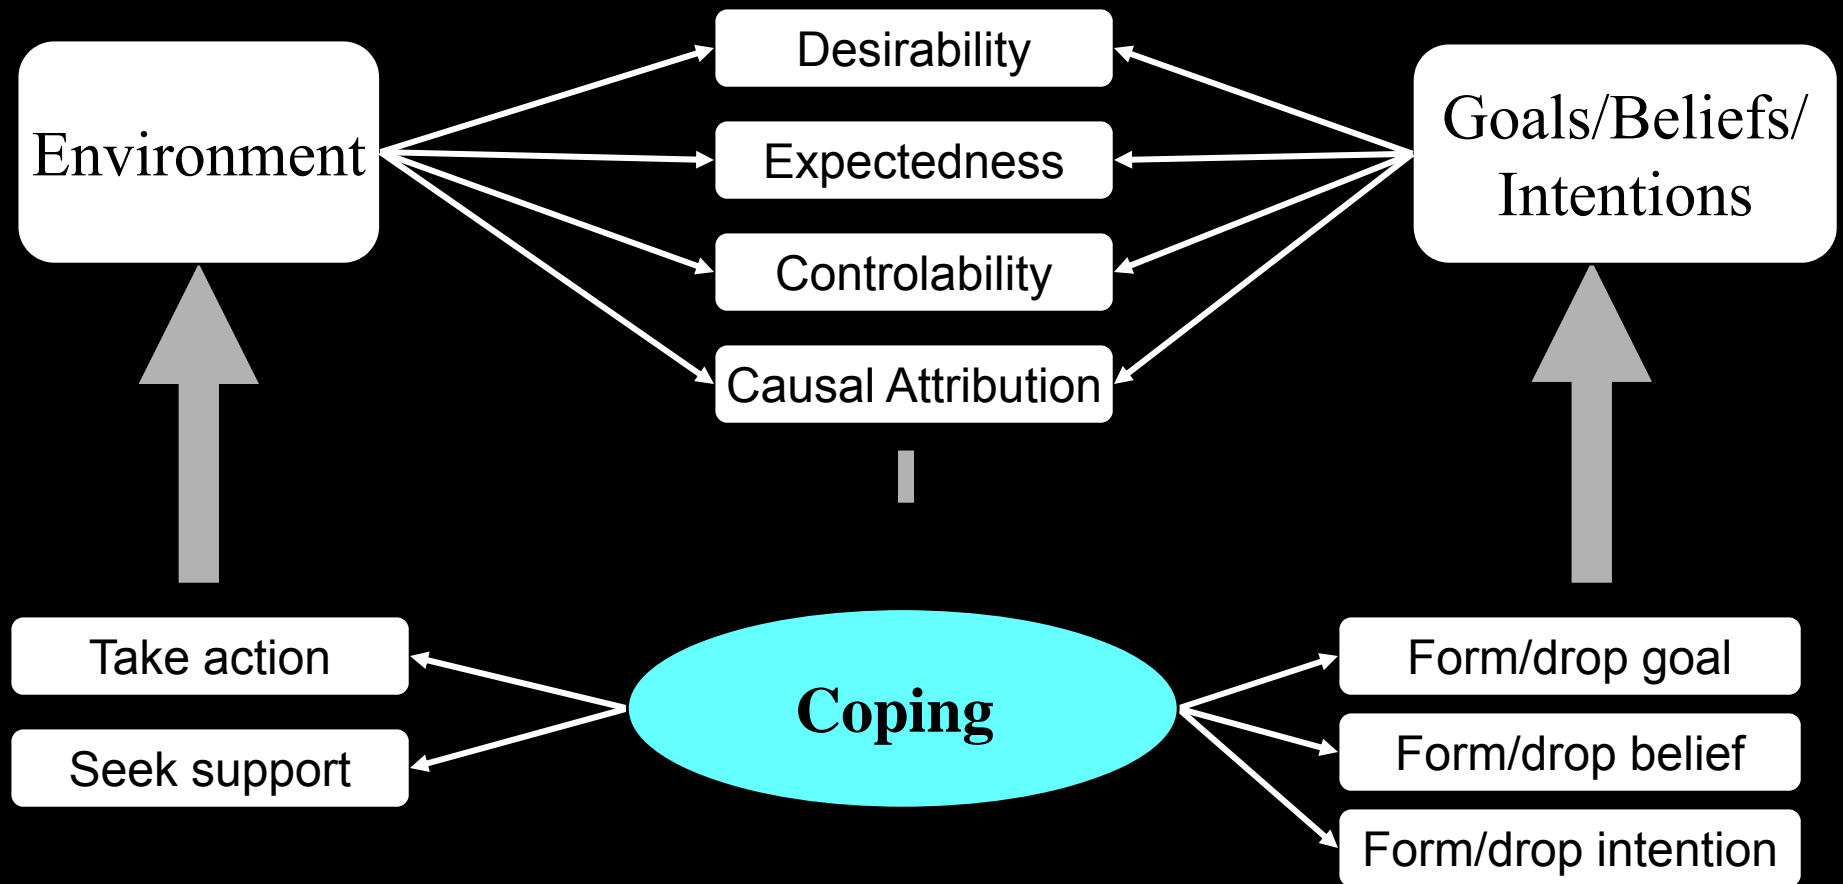 Desirability
Environment
Expectedness
Controlability
Causal Attribution
Goals/Beliefs/
Intentions
Take action
Seek support
Coping
Form/drop goal
Form/drop belief
Form/drop intention